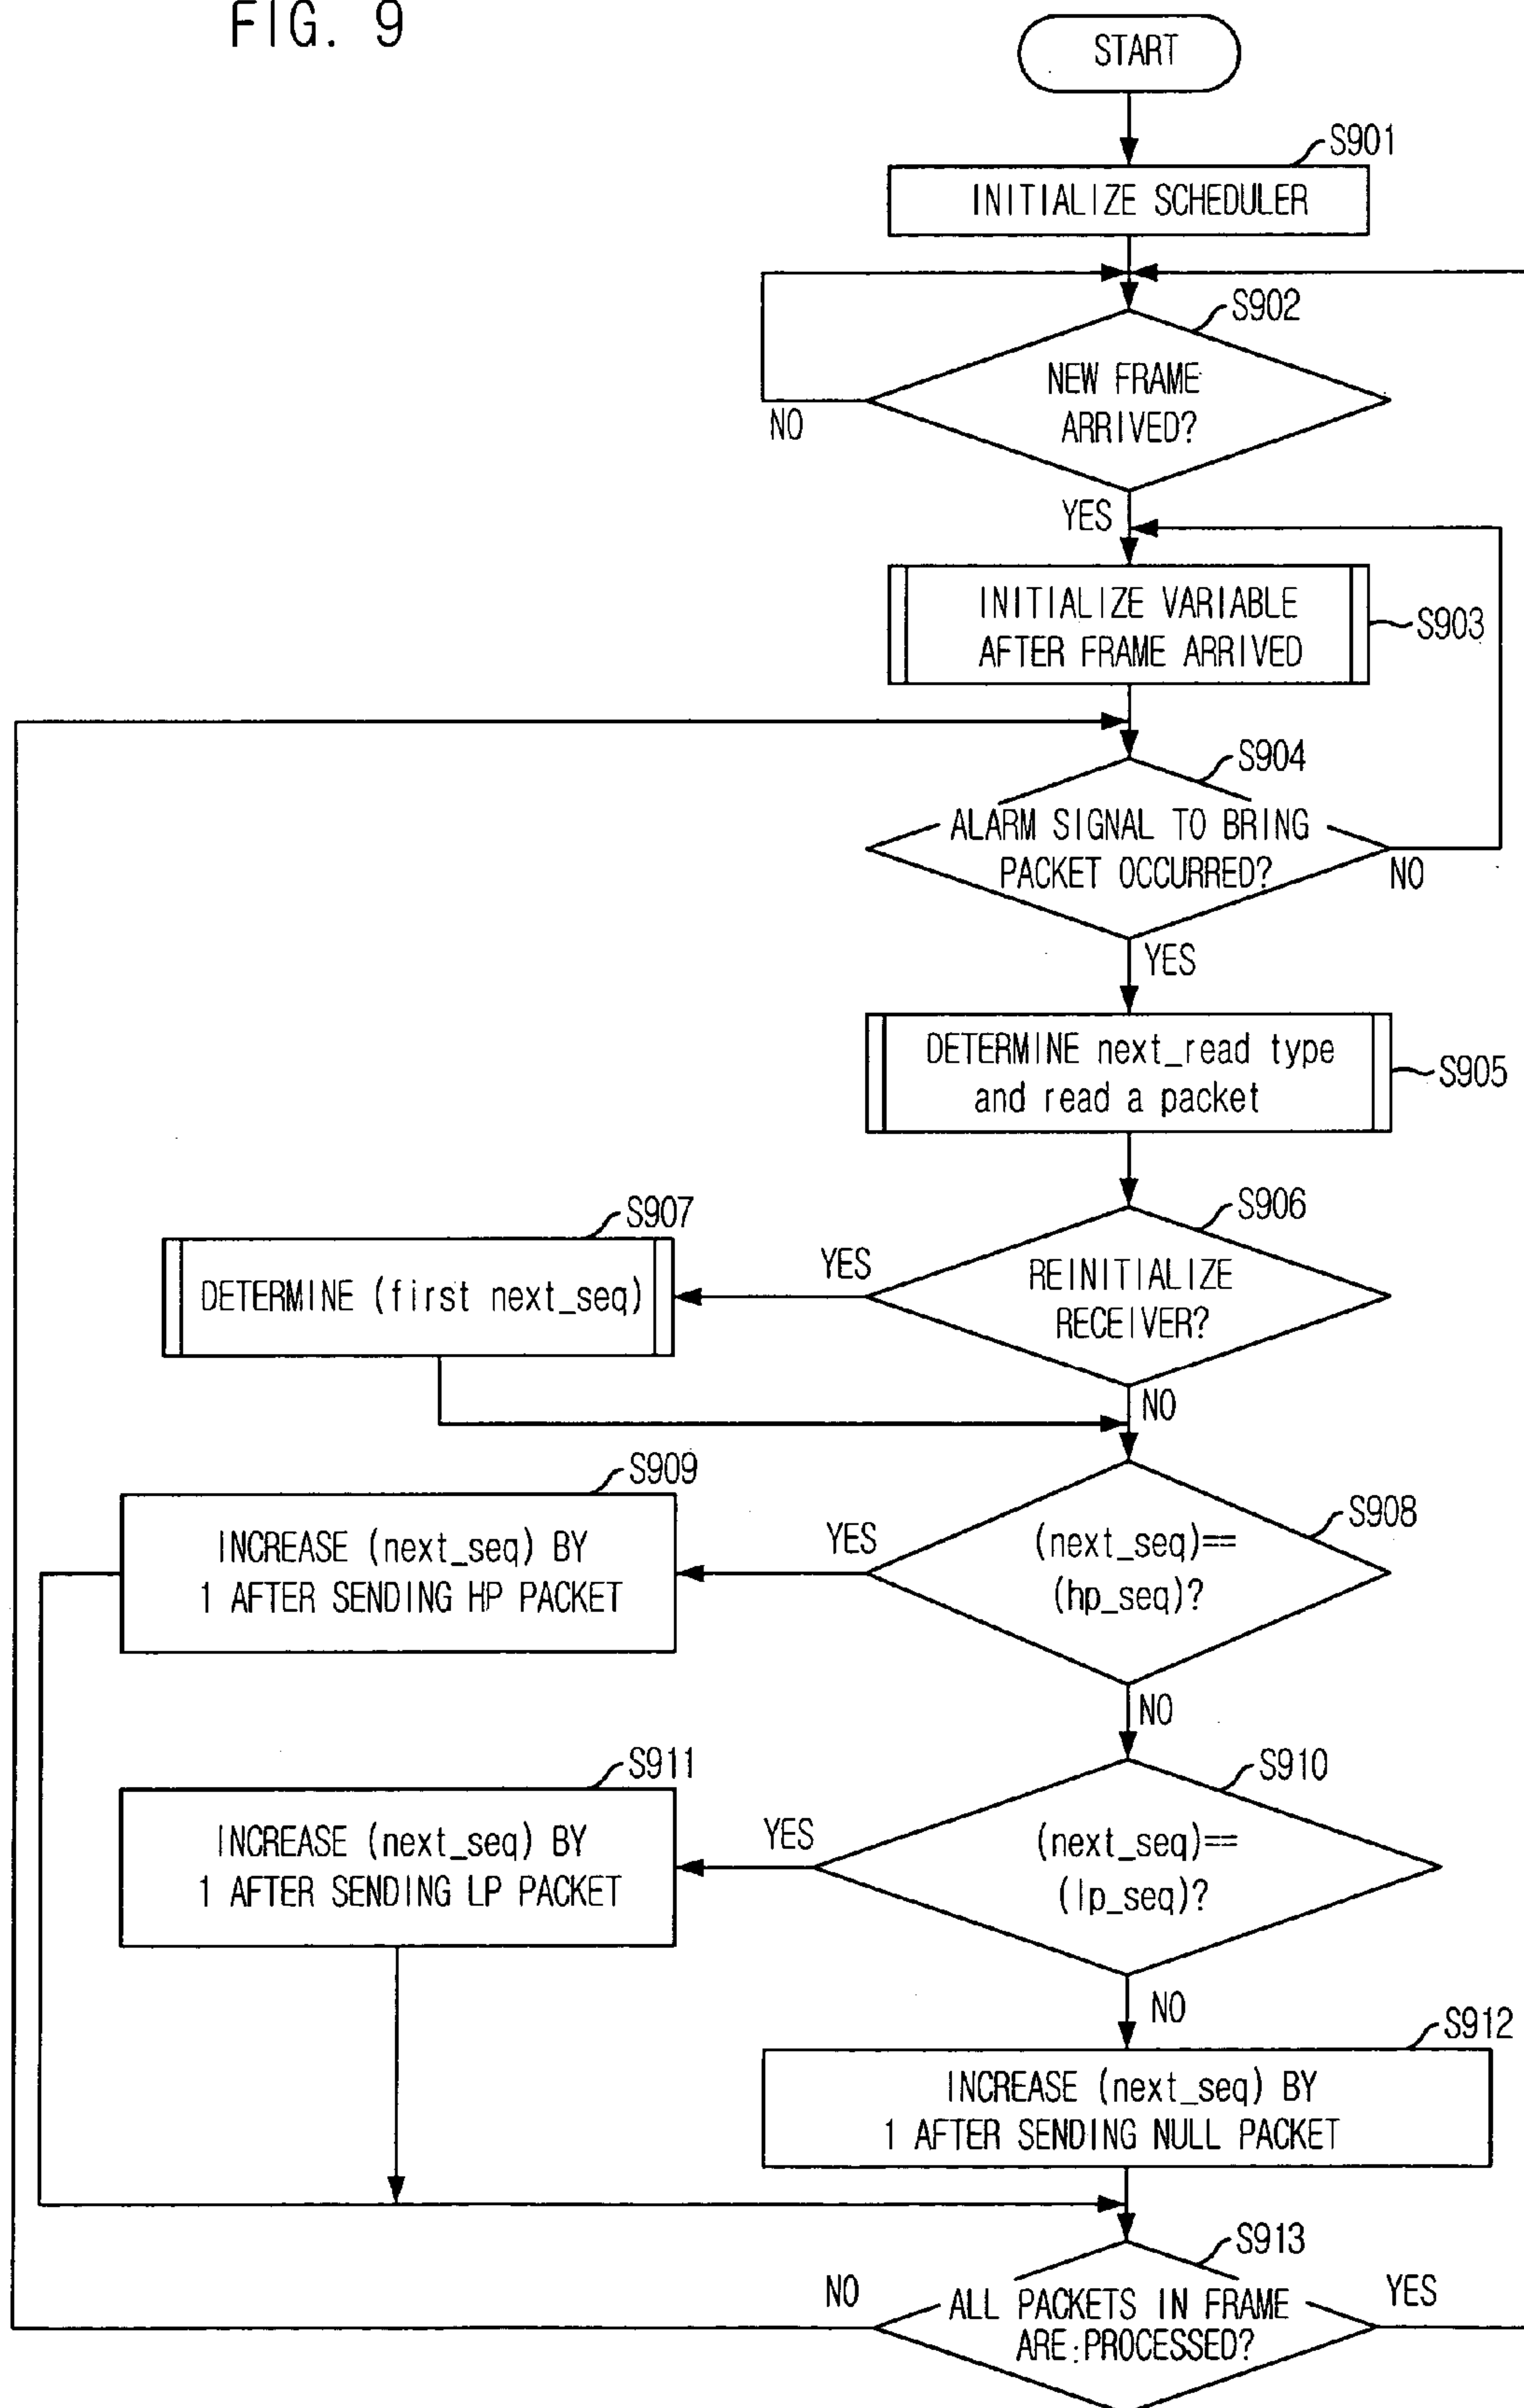 FIG. 9
START
S901
INITIALIZE SCHEDULER
S902
NEW FRAME
ARRIVED?
NO
YES
INITIALIZE VARIABLE
AFTER FRAME ARRIVED
S903
S904
ALARM SIGNAL TO BRING
PACKET OCCURRED?
NO
YES
DETERMINE next_read type
and read a packet
S905
S906
REINITIALIZE
RECEIVER?
YES
S907
DETERMINE (first next_seq)
NO
S908
(next_seq)==
(hp_seq)?
YES
S909
INCREASE (next_seq) BY
1 AFTER SENDING HP PACKET
NO
S910
(next_seq)==
(lp_seq)?
YES
S911
INCREASE (next_seq) BY
1 AFTER SENDING LP PACKET
NO
S912
INCREASE (next_seq) BY
1 AFTER SENDING NULL PACKET
S913
ALL PACKETS IN FRAME
ARE PROCESSED?
NO
YES